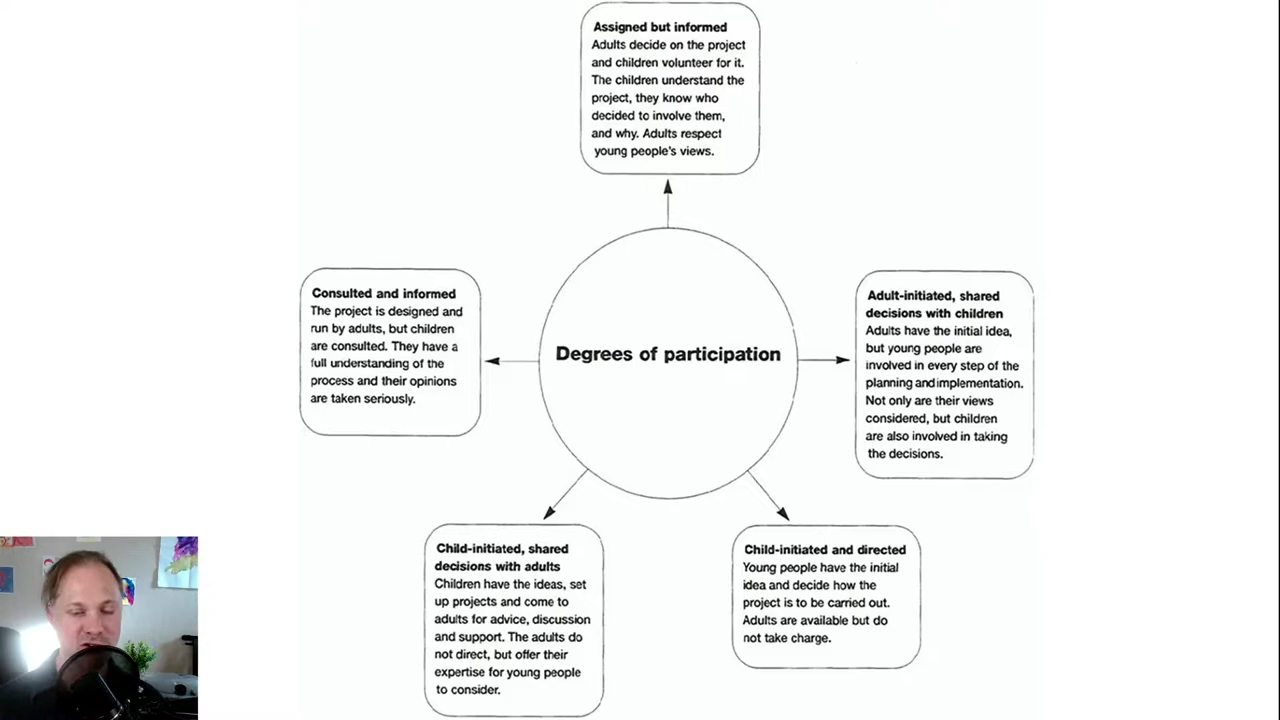 Assigned but informed
Adults decide on the project
and children volunteer for it.
The children understand the
project, they know who
decided to involve them,
and why. Adults respect
young people's views.
Consulted and informed
The project is designed and
run by adults, but children
are consulted. They have a
full understanding of the
process and their opinions
are taken seriously.
Degrees of participation
Adult-initiated, shared
decisions with children
Adults have the initial idea,
but young people are
involved in every step of the
planning and implementation.
Not only are their views
considered, but children
are also involved in taking
the decisions.
Child-initiated, shared
decisions with adults
Children have the ideas, set
up projects and come to
adults for advice, discussion
and support. The adults do
not direct, but offer their
expertise for young people
to consider.
Child-initiated and directed
Young people have the initial
idea and decide how the
project is to be carried out.
Adults are available but do
not take charge.